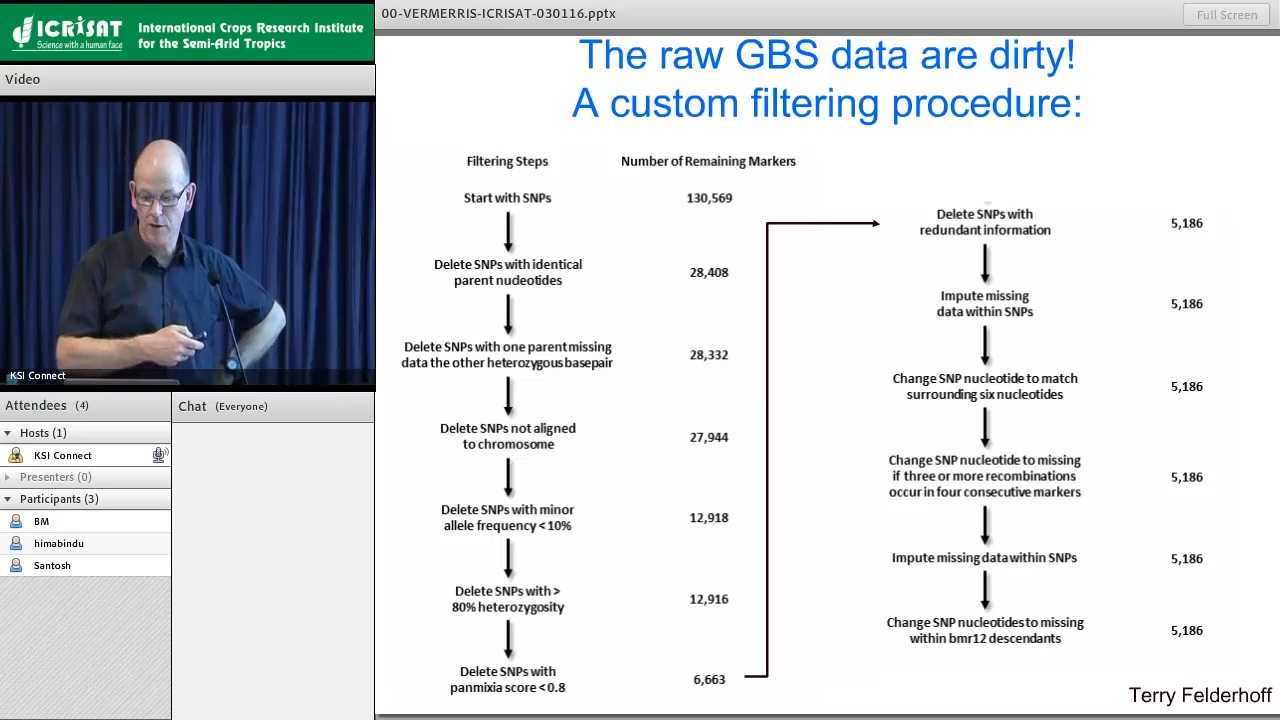 ICRISAT
Science with a human face
International Crops Research Institute
for the Semi-Arid Tropics
00-VERMERRIS-ICRISAT-030116.pptx
Full Screen
Video
KSI Connect
Attendees (4)
Hosts (1)
KSI Connect
Presenters (0)
Participants (3)
BM
himabindu
Santosh
Chat (Everyone)
The raw GBS data are dirty!
A custom filtering procedure:
Filtering Steps
Number of Remaining Markers
Start with SNPs
130,569
Delete SNPs with identical
parent nucleotides
28,408
Delete SNPs with one parent missing
data the other heterozygous basepair
28,332
Delete SNPs not aligned
to chromosome
27,944
Delete SNPs with minor
allele frequency < 10%
12,918
Delete SNPs with >
80% heterozygosity
12,916
Delete SNPs with
panmixia score < 0.8
6,663
Delete SNPs with
redundant information
5,186
Impute missing
data within SNPs
5,186
Change SNP nucleotide to match
surrounding six nucleotides
5,186
Change SNP nucleotide to missing
if three or more recombinations
occur in four consecutive markers
5,186
Impute missing data within SNPs
5,186
Change SNP nucleotides to missing
within bmr12 descendants
5,186
Terry Felderhoff